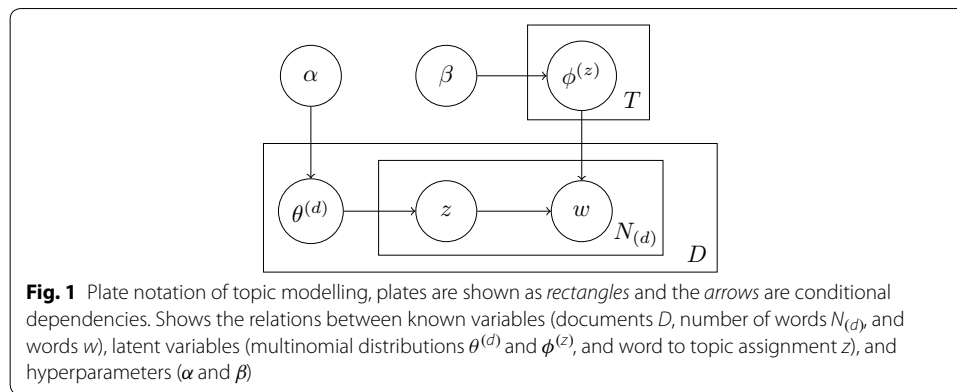 α
β
ϕ^(z)
T
θ^(d)
z
w
N_(d)
D
Fig. 1 Plate notation of topic modelling, plates are shown as rectangles and the arrows are conditional
dependencies. Shows the relations between known variables (documents D, number of words N_(d), and
words w), latent variables (multinomial distributions θ^(d) and ϕ^(z), and word to topic assignment z), and
hyperparameters (α and β)